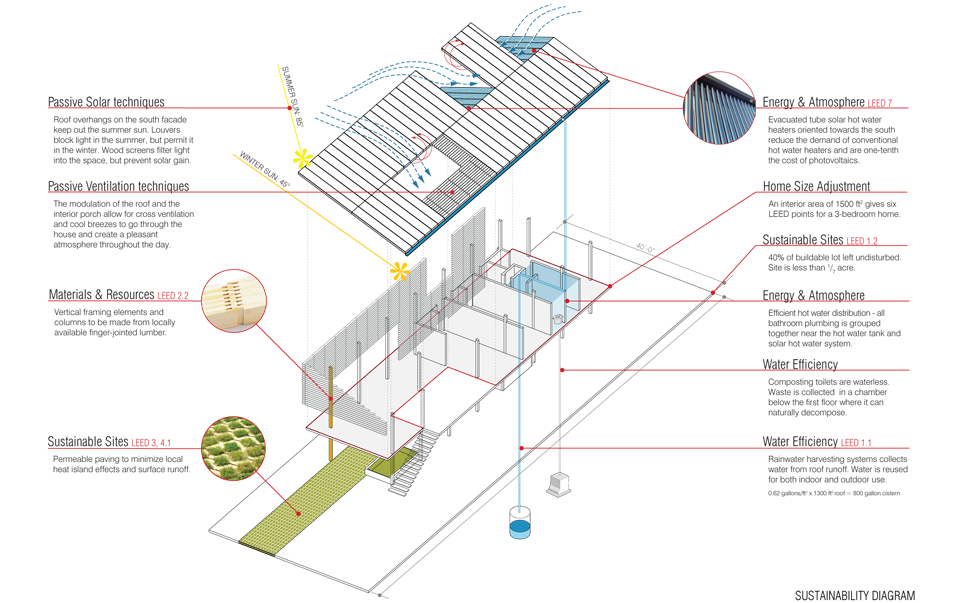 SUMMER SUN: 85°
WINTER SUN: 45°
Passive Solar techniques
Roof overhangs on the south facade
keep out the summer sun. Louvers
block light in the summer, but permit it
in the winter. Wood screens filter light
into the space, but prevent solar gain.
Passive Ventilation techniques
The modulation of the roof and the
interior porch allow for cross ventilation
and cool breezes to go through the
house and create a pleasant
atmosphere throughout the day.
Materials & Resources LEED 2.2
Vertical framing elements and
columns to be made from locally
available finger-jointed lumber.
Sustainable Sites LEED 3, 4.1
Permeable paving to minimize local
heat island effects and surface runoff.
40'-0"
Energy & Atmosphere LEED 7
Evacuated tube solar hot water
heaters oriented towards the south
reduce the demand of conventional
hot water heaters and are one-tenth
the cost of photovoltaics.
Home Size Adjustment
An interior area of 1500 ft² gives six
LEED points for a 3-bedroom home.
Sustainable Sites LEED 1.2
40% of buildable lot left undisturbed.
Site is less than 1/7 acre.
Energy & Atmosphere
Efficient hot water distribution - all
bathroom plumbing is grouped
together near the hot water tank and
solar hot water system.
Water Efficiency
Composting toilets are waterless.
Waste is collected in a chamber
below the first floor where it can
naturally decompose.
Water Efficiency LEED 1.1
Rainwater harvesting systems collects
water from roof runoff. Water is reused
for both indoor and outdoor use.
0.62 gallons/ft² x 1300 ft² roof = 800 gallon cistern
SUSTAINABILITY DIAGRAM